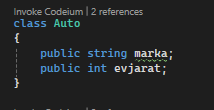 Invoke Codeium | 2 references
class Auto
{
public string marka;
public int evjarat;
}